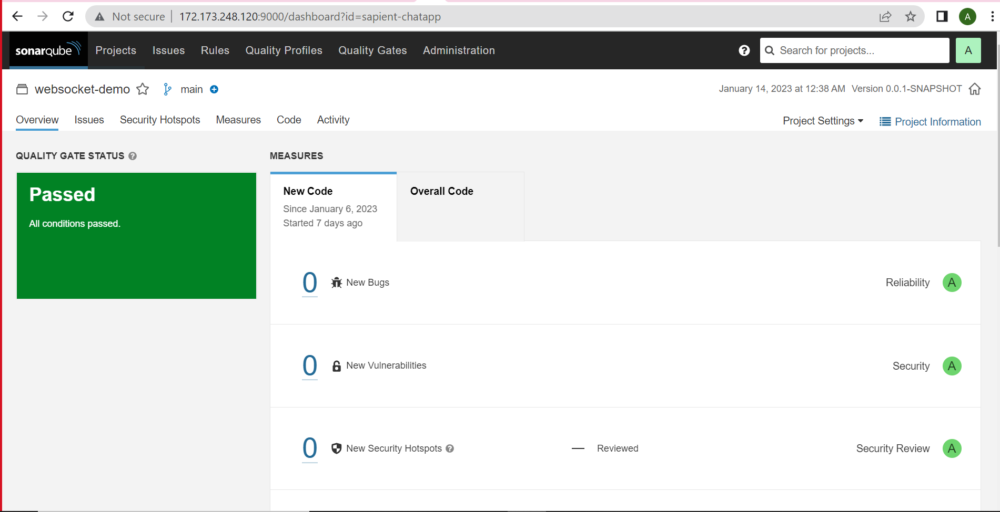 Not secure 172.173.248.120:9000/dashboard?id=sapient-chatapp
A
sonarqube Projects Issues Rules Quality Profiles Quality Gates Administration ? Search for projects... A
websocket-demo main January 14, 2023 at 12:38 AM Version 0.0.1-SNAPSHOT
Overview Issues Security Hotspots Measures Code Activity Project Settings Project Information
QUALITY GATE STATUS ? MEASURES
Passed
All conditions passed.
New Code
Since January 6, 2023
Started 7 days ago
Overall Code
0 New Bugs Reliability A
0 New Vulnerabilities Security A
0 New Security Hotspots ? — Reviewed Security Review A